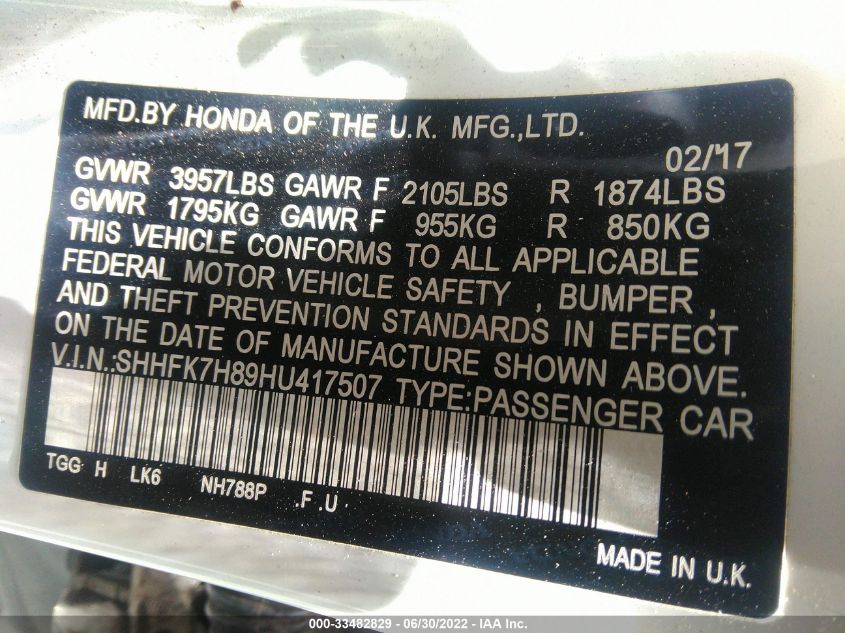 MFD.BY HONDA OF THE U.K. MFG.,LTD.
02/17
GVWR 3957LBS GAWR F 2105LBS R 1874LBS
GVWR 1795KG GAWR F 955KG R 850KG
THIS VEHICLE CONFORMS TO ALL APPLICABLE
FEDERAL MOTOR VEHICLE SAFETY , BUMPER ,
AND THEFT PREVENTION STANDARDS IN EFFECT
ON THE DATE OF MANUFACTURE SHOWN ABOVE.
V.I.N.:SHHFK7H89HU417507 TYPE:PASSENGER CAR
TGG H LK6 NH788P .F .U
MADE IN U.K.
000-33482829 - 06/30/2022 - IAA Inc.